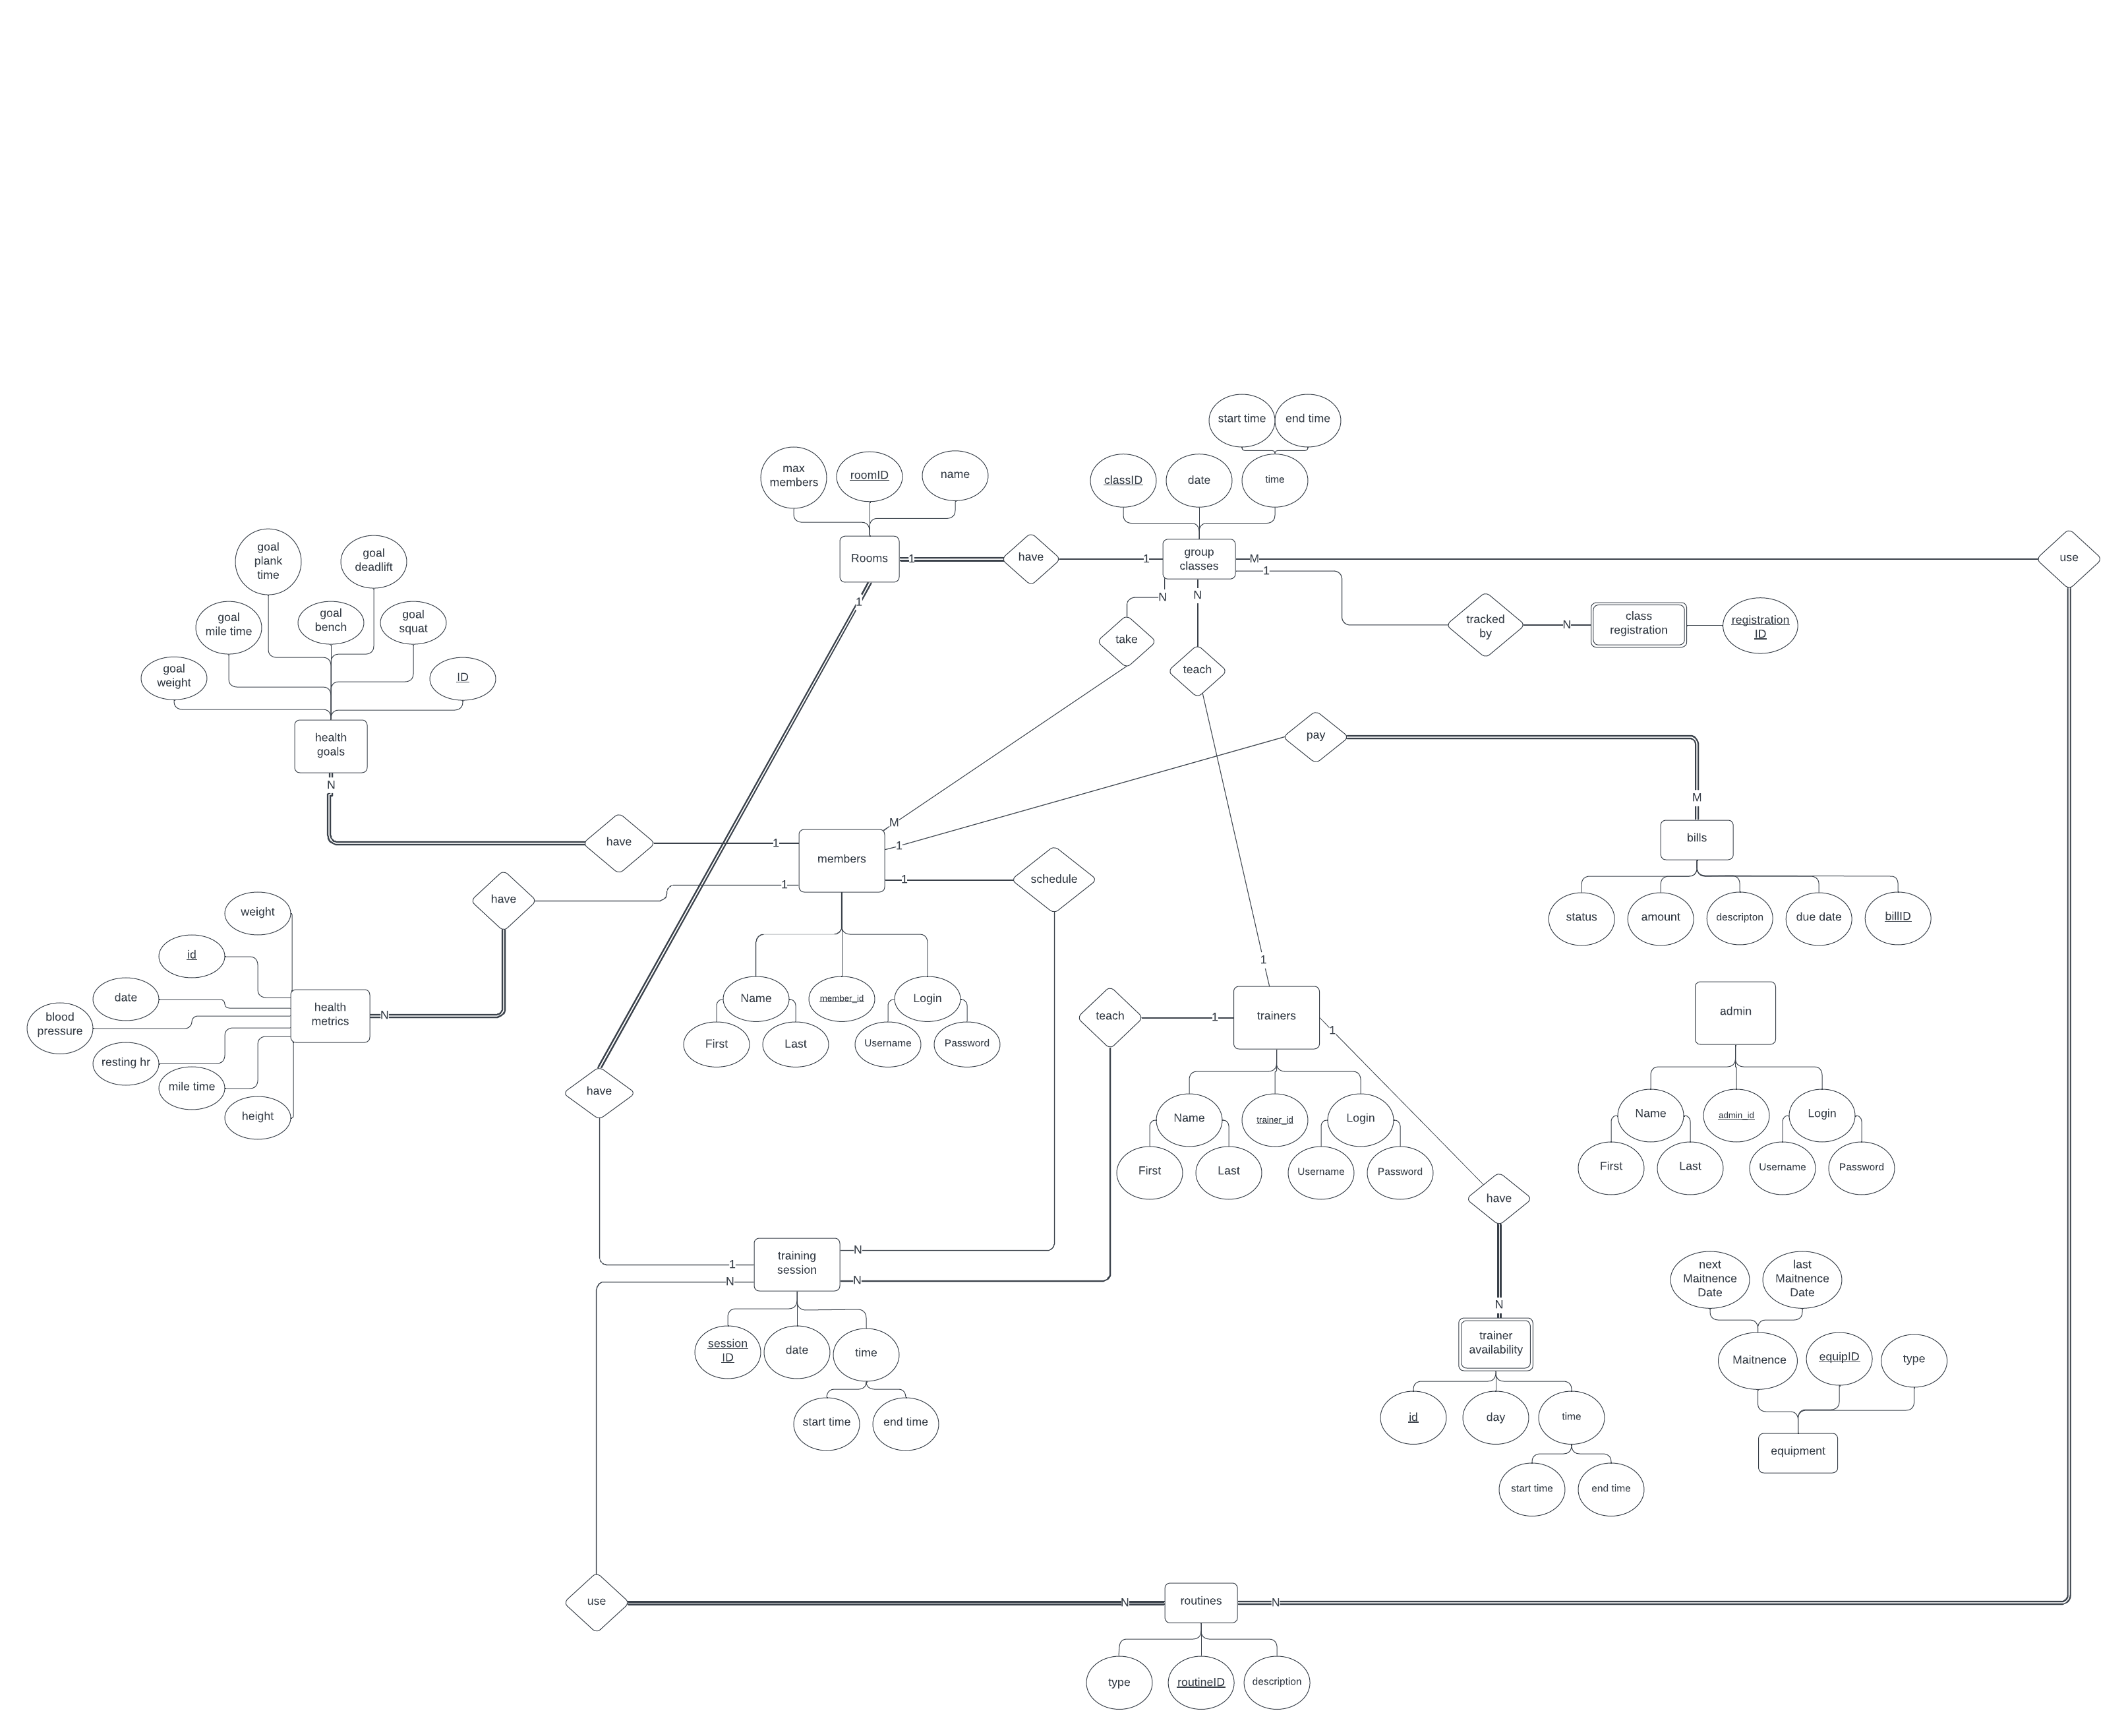 start time
end time
max
members
roomID
name
classID
date
time
goal
plank
time
goal
deadlift
Rooms
1
have
1
group
classes
M
use
1
goal
mile time
goal
bench
goal
squat
1
N
N
take
tracked
by
N
class
registration
registration
ID
goal
weight
ID
teach
health
goals
pay
N
M
have
1
M
1
members
bills
1
1
schedule
have
weight
status
amount
descripton
due date
billID
id
1
date
Name
member_id
Login
blood
pressure
health
metrics
N
teach
1
trainers
1
admin
First
Last
Username
Password
resting hr
mile time
height
have
Name
trainer_id
Login
Name
admin_id
Login
First
Last
Username
Password
First
Last
Username
Password
have
training
session
N
1
N
N
next
Maitnence
Date
last
Maitnence
Date
N
session
ID
date
time
trainer
availability
Maitnence
equipID
type
start time
end time
id
day
time
equipment
start time
end time
use
N
routines
N
type
routineID
description